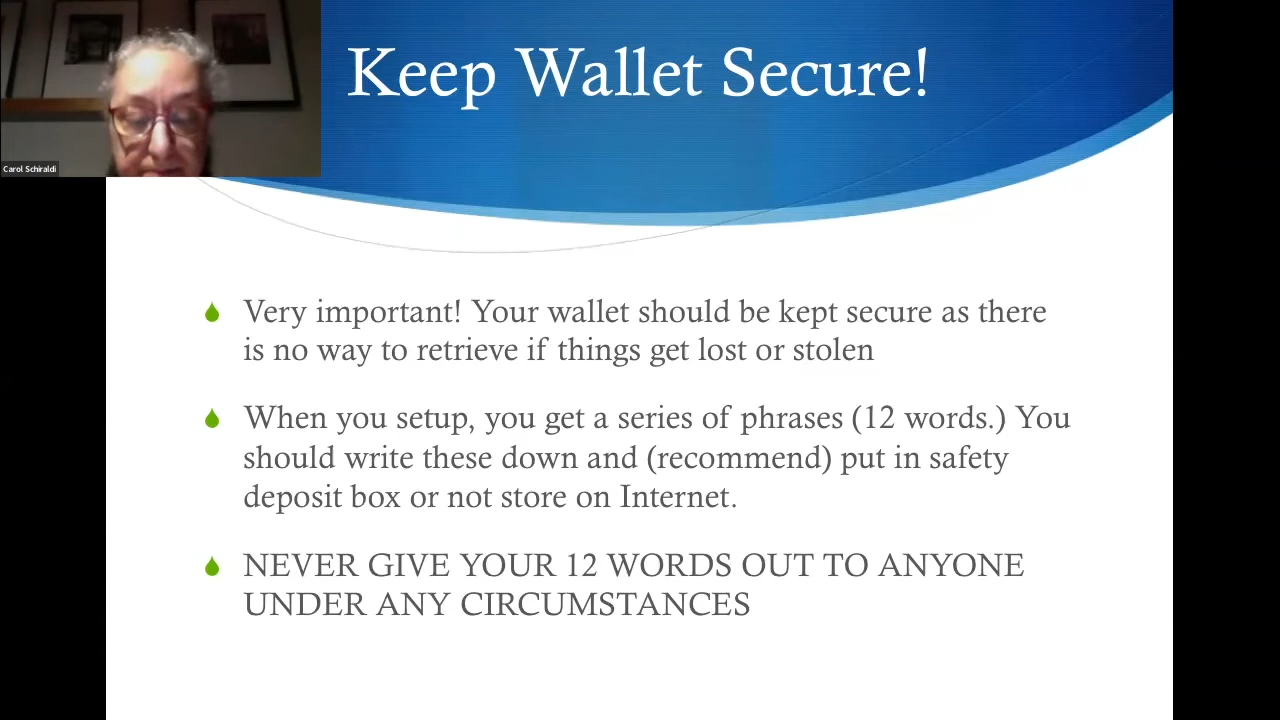 Keep Wallet Secure!
Carol Schiraldi
Very important! Your wallet should be kept secure as there
is no way to retrieve if things get lost or stolen
When you setup, you get a series of phrases (12 words.) You
should write these down and (recommend) put in safety
deposit box or not store on Internet.
NEVER GIVE YOUR 12 WORDS OUT TO ANYONE
UNDER ANY CIRCUMSTANCES